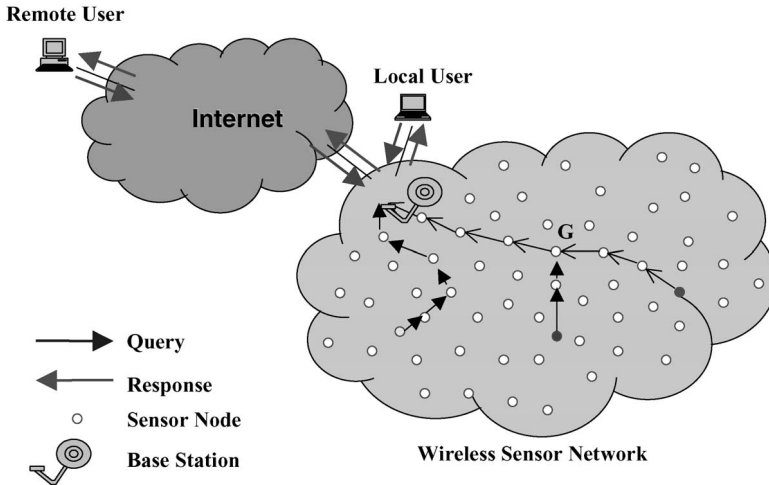 Remote User
Local User
Internet
G
Query
Response
Sensor Node
Base Station
Wireless Sensor Network